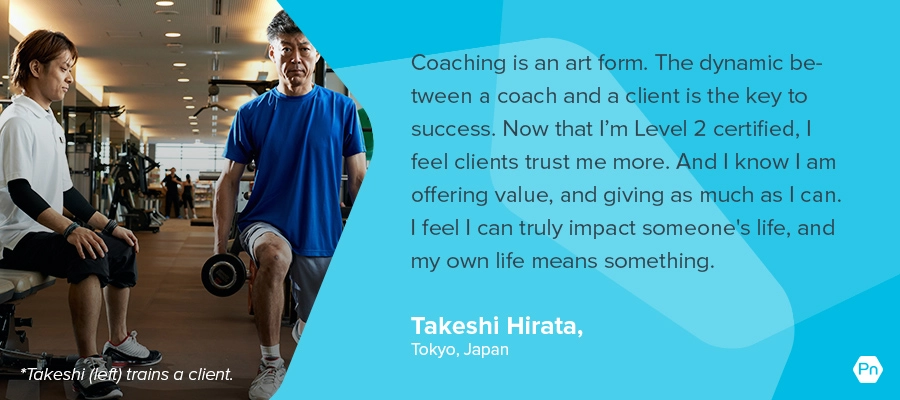 Coaching is an art form. The dynamic be-
tween a coach and a client is the key to
success. Now that I’m Level 2 certified, I
feel clients trust me more. And I know I am
offering value, and giving as much as I can.
I feel I can truly impact someone's life, and
my own life means something.
Takeshi Hirata,
Tokyo, Japan
*Takeshi (left) trains a client.
Pn